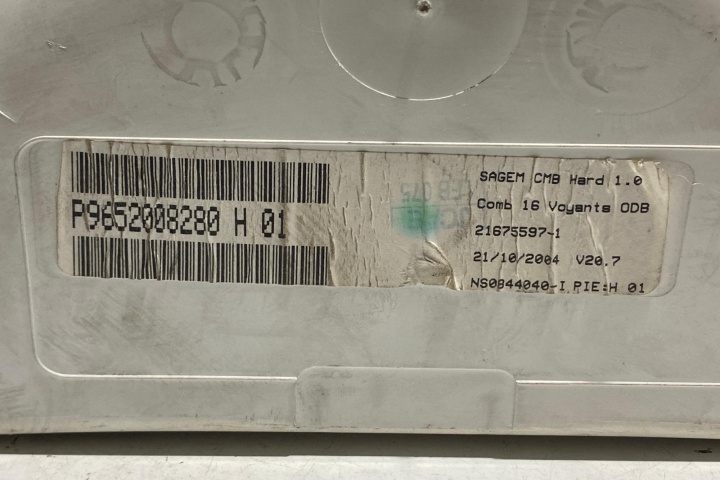 P9652008280 H 01
SAGEM CMB Hard 1.0
Comb 16 Voyants ODB
21675597-1
21/10/2004 V20.7
NS0844040-I PIE:H 01